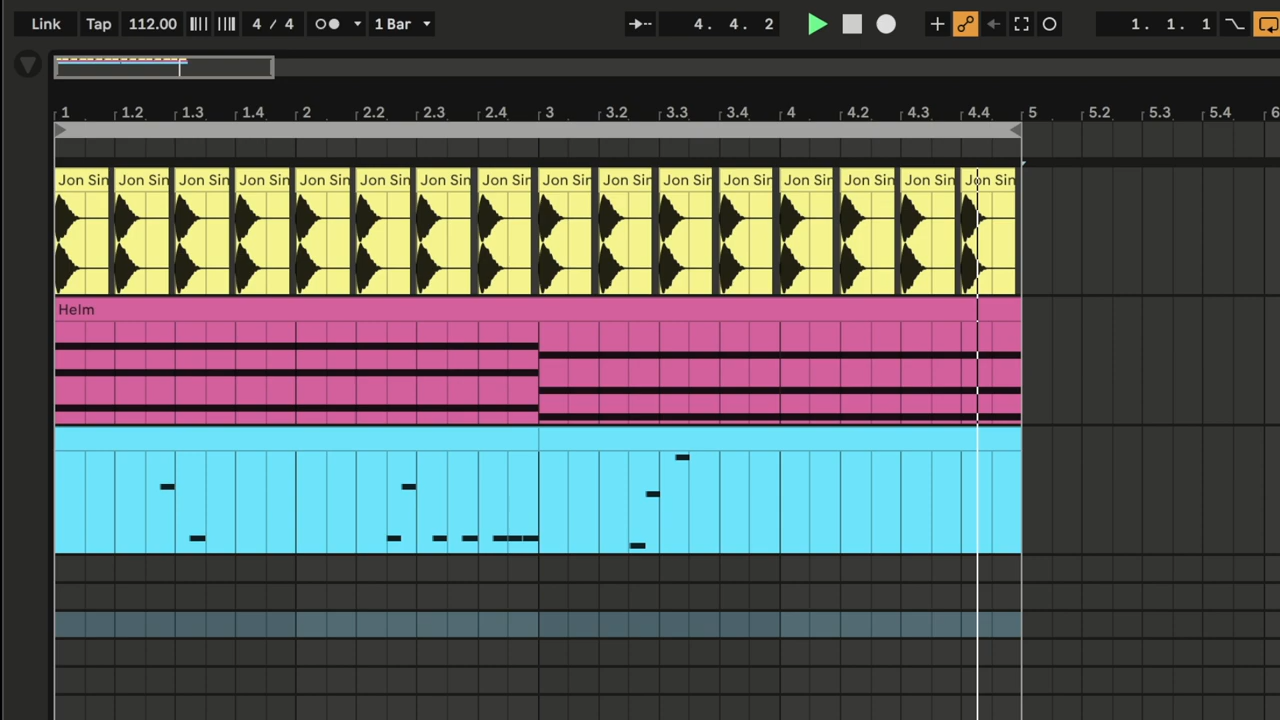 Link Tap 112.00 4 / 4 1 Bar 4. 4. 2 1. 1. 1
1 1.2 1.3 1.4 2 2.2 2.3 2.4 3 3.2 3.3 3.4 4 4.2 4.3 4.4 5 5.2 5.3 5.4 6
Jon Sin Jon Sin Jon Sin Jon Sin Jon Sin Jon Sin Jon Sin Jon Sin Jon Sin Jon Sin Jon Sin Jon Sin Jon Sin Jon Sin Jon Sin Jon Sin
Helm